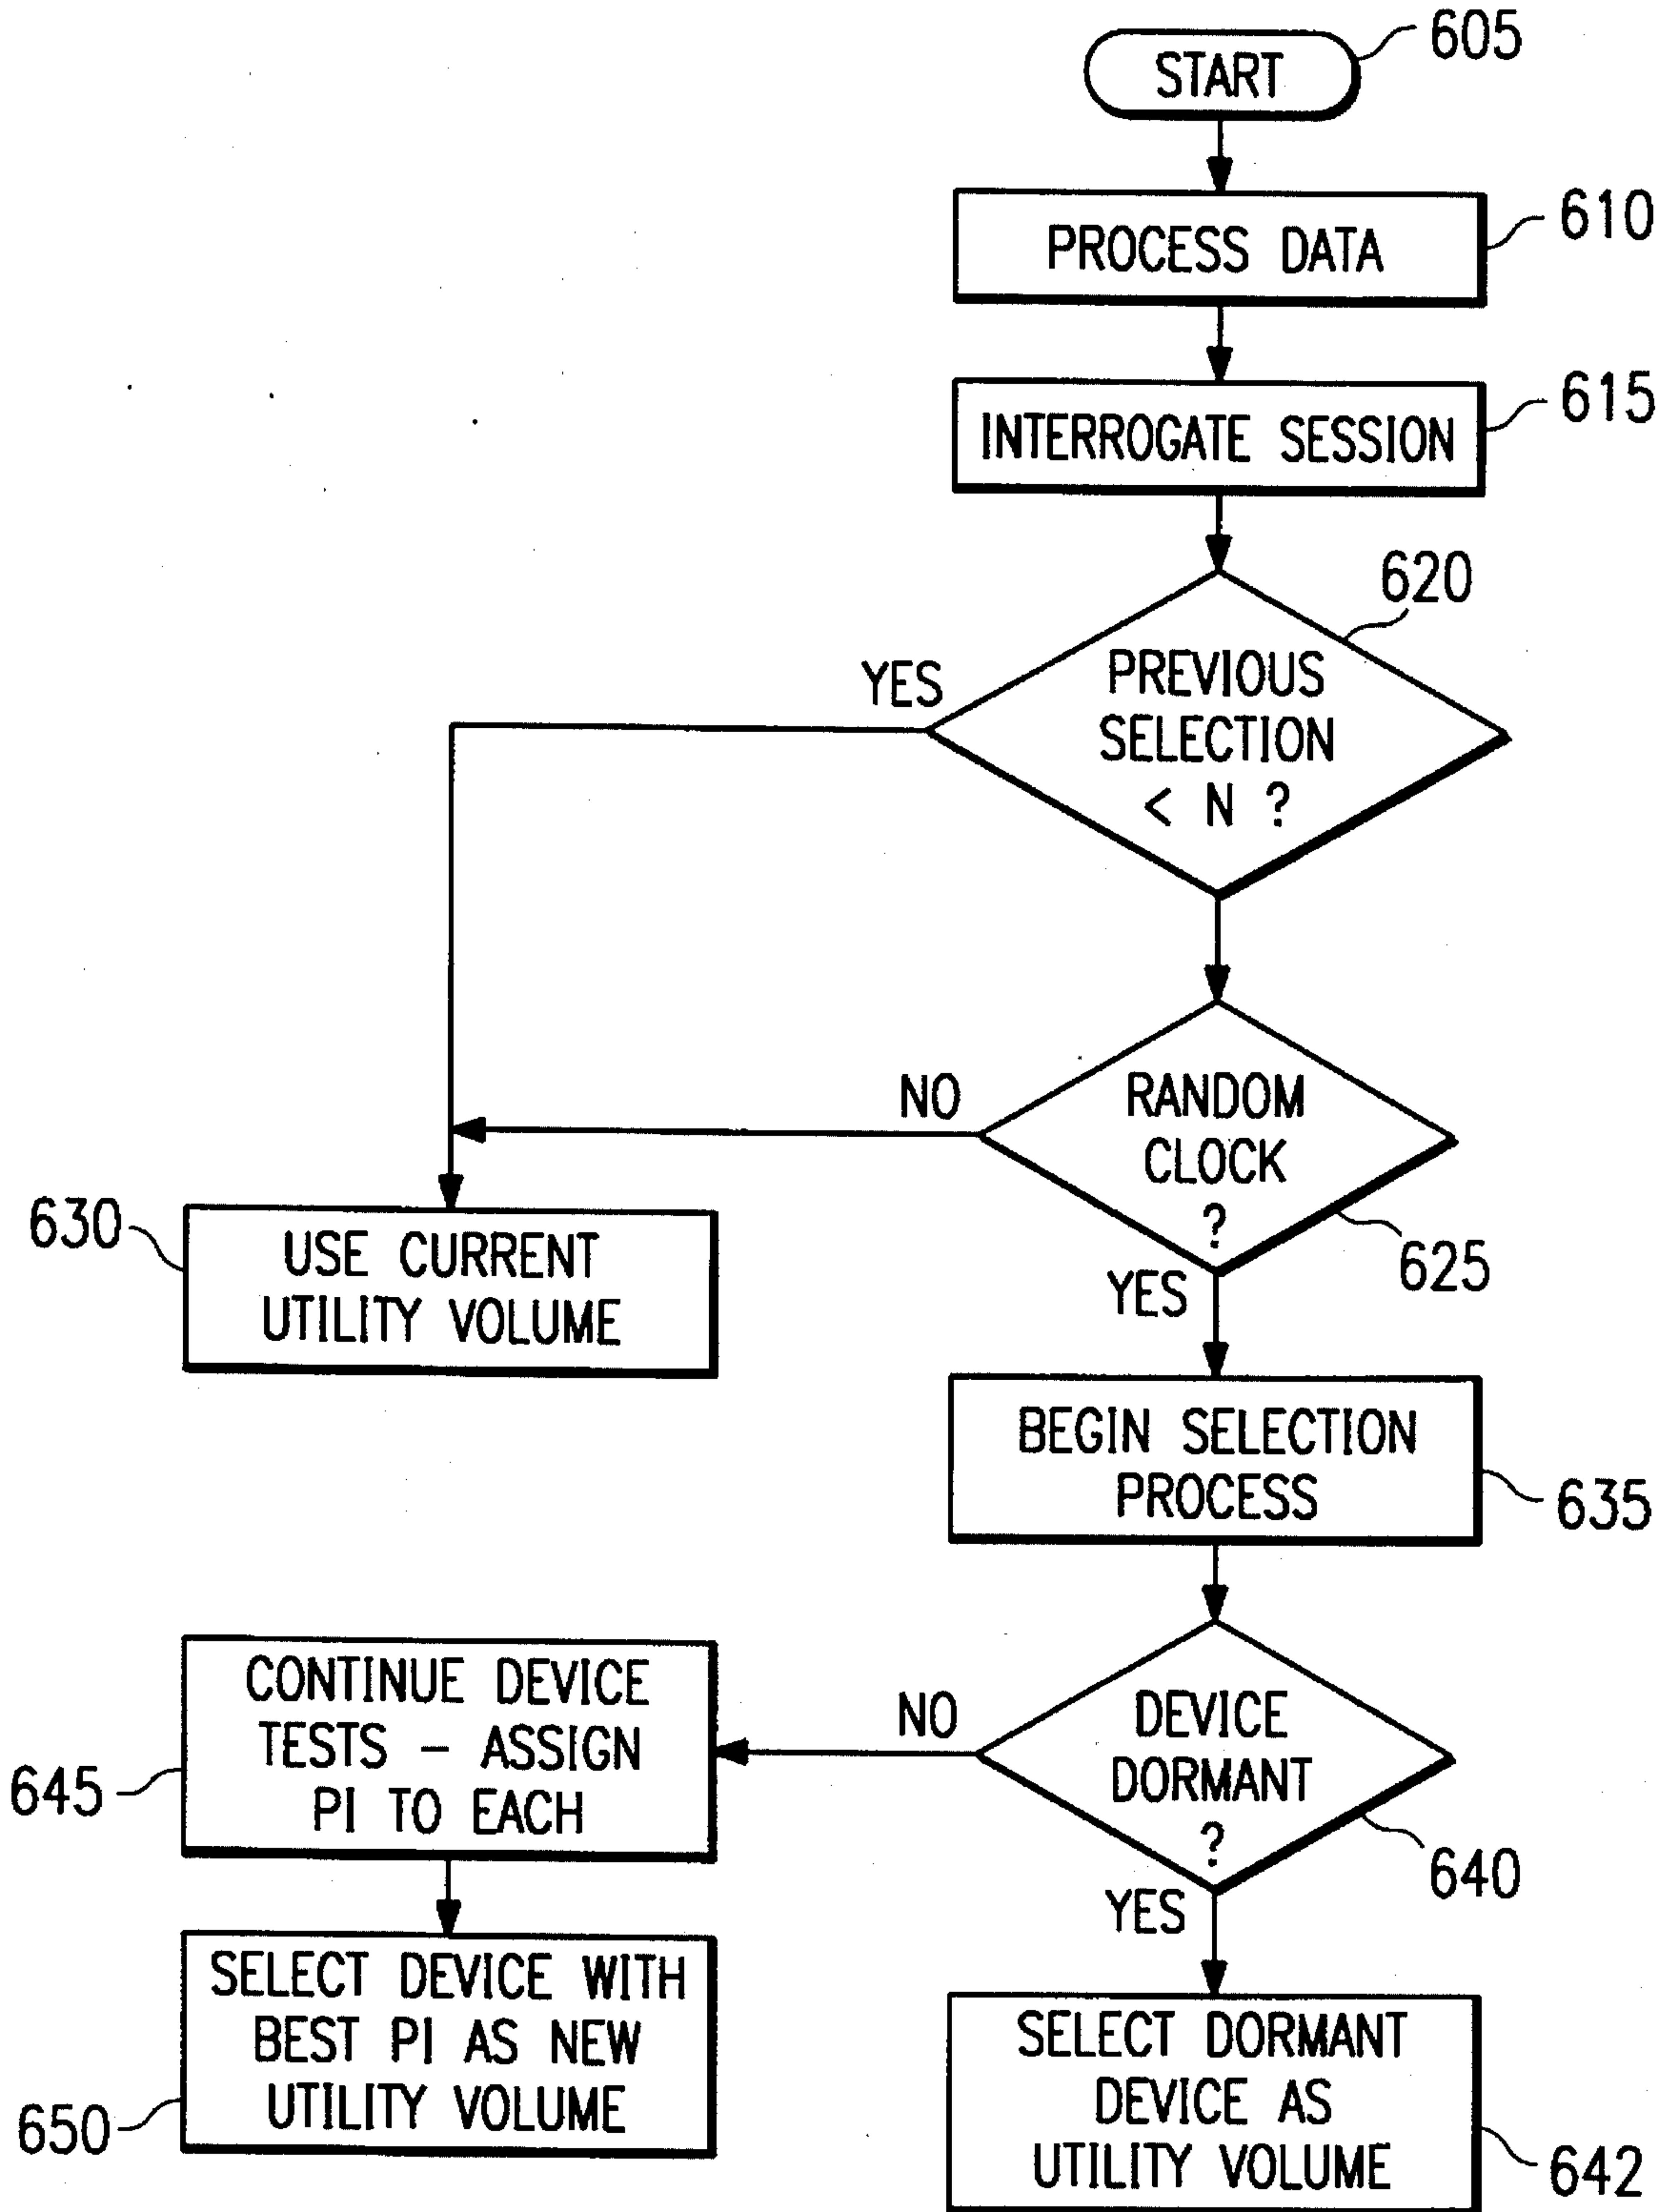 START
605
PROCESS DATA
610
INTERROGATE SESSION
615
620
PREVIOUS
SELECTION
< N ?
YES
RANDOM
CLOCK
?
NO
625
YES
630
USE CURRENT
UTILITY VOLUME
BEGIN SELECTION
PROCESS
635
DEVICE
DORMANT
?
NO
640
YES
CONTINUE DEVICE
TESTS – ASSIGN
PI TO EACH
645
SELECT DEVICE WITH
BEST PI AS NEW
UTILITY VOLUME
650
SELECT DORMANT
DEVICE AS
UTILITY VOLUME
642